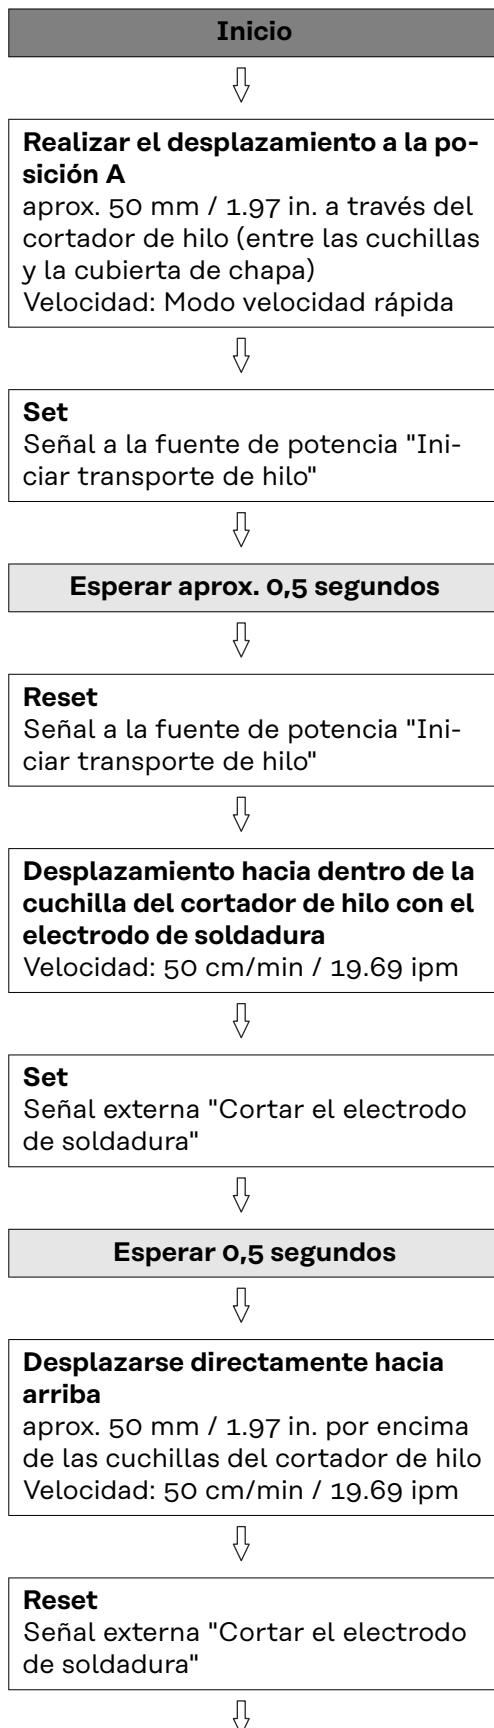 Inicio
Realizar el desplazamiento a la po-
sición A
aprox. 50 mm / 1.97 in. a través del
cortador de hilo (entre las cuchillas
y la cubierta de chapa)
Velocidad: Modo velocidad rápida
Set
Señal a la fuente de potencia "Ini-
ciar transporte de hilo"
Esperar aprox. 0,5 segundos
Reset
Señal a la fuente de potencia "Ini-
ciar transporte de hilo"
Desplazamiento hacia dentro de la
cuchilla del cortador de hilo con el
electrodo de soldadura
Velocidad: 50 cm/min / 19.69 ipm
Set
Señal externa "Cortar el electrodo
de soldadura"
Esperar 0,5 segundos
Desplazarse directamente hacia
arriba
aprox. 50 mm / 1.97 in. por encima
de las cuchillas del cortador de hilo
Velocidad: 50 cm/min / 19.69 ipm
Reset
Señal externa "Cortar el electrodo
de soldadura"